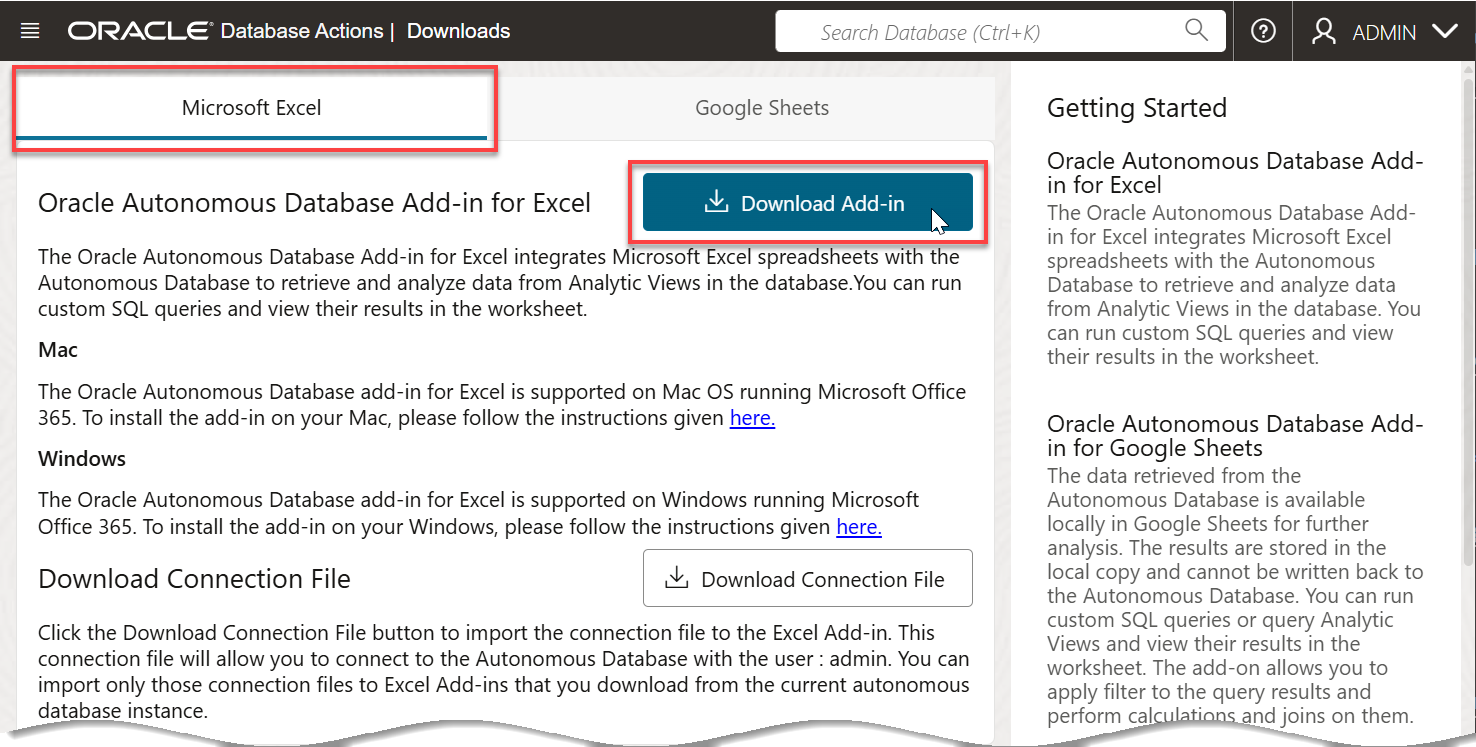 ORACLE Database Actions | Downloads
Search Database (Ctrl+K)
ADMIN
Microsoft Excel
Google Sheets
Oracle Autonomous Database Add-in for Excel
Download Add-in
The Oracle Autonomous Database Add-in for Excel integrates Microsoft Excel spreadsheets with the
Autonomous Database to retrieve and analyze data from Analytic Views in the database.You can run
custom SQL queries and view their results in the worksheet.
Mac
The Oracle Autonomous Database add-in for Excel is supported on Mac OS running Microsoft Office
365. To install the add-in on your Mac, please follow the instructions given here.
Windows
The Oracle Autonomous Database add-in for Excel is supported on Windows running Microsoft
Office 365. To install the add-in on your Windows, please follow the instructions given here.
Download Connection File
Download Connection File
Click the Download Connection File button to import the connection file to the Excel Add-in. This
connection file will allow you to connect to the Autonomous Database with the user : admin. You can
import only those connection files to Excel Add-ins that you download from the current autonomous
database instance.
Getting Started
Oracle Autonomous Database Add-
in for Excel
The Oracle Autonomous Database Add-
in for Excel integrates Microsoft Excel
spreadsheets with the Autonomous
Database to retrieve and analyze data
from Analytic Views in the database. You
can run custom SQL queries and view
their results in the worksheet.
Oracle Autonomous Database Add-
in for Google Sheets
The data retrieved from the
Autonomous Database is available
locally in Google Sheets for further
analysis. The results are stored in the
local copy and cannot be written back to
the Autonomous Database. You can run
custom SQL queries or query Analytic
Views and view their results in the
worksheet. The add-on allows you to
apply filter to the query results and
perform calculations and joins on them.